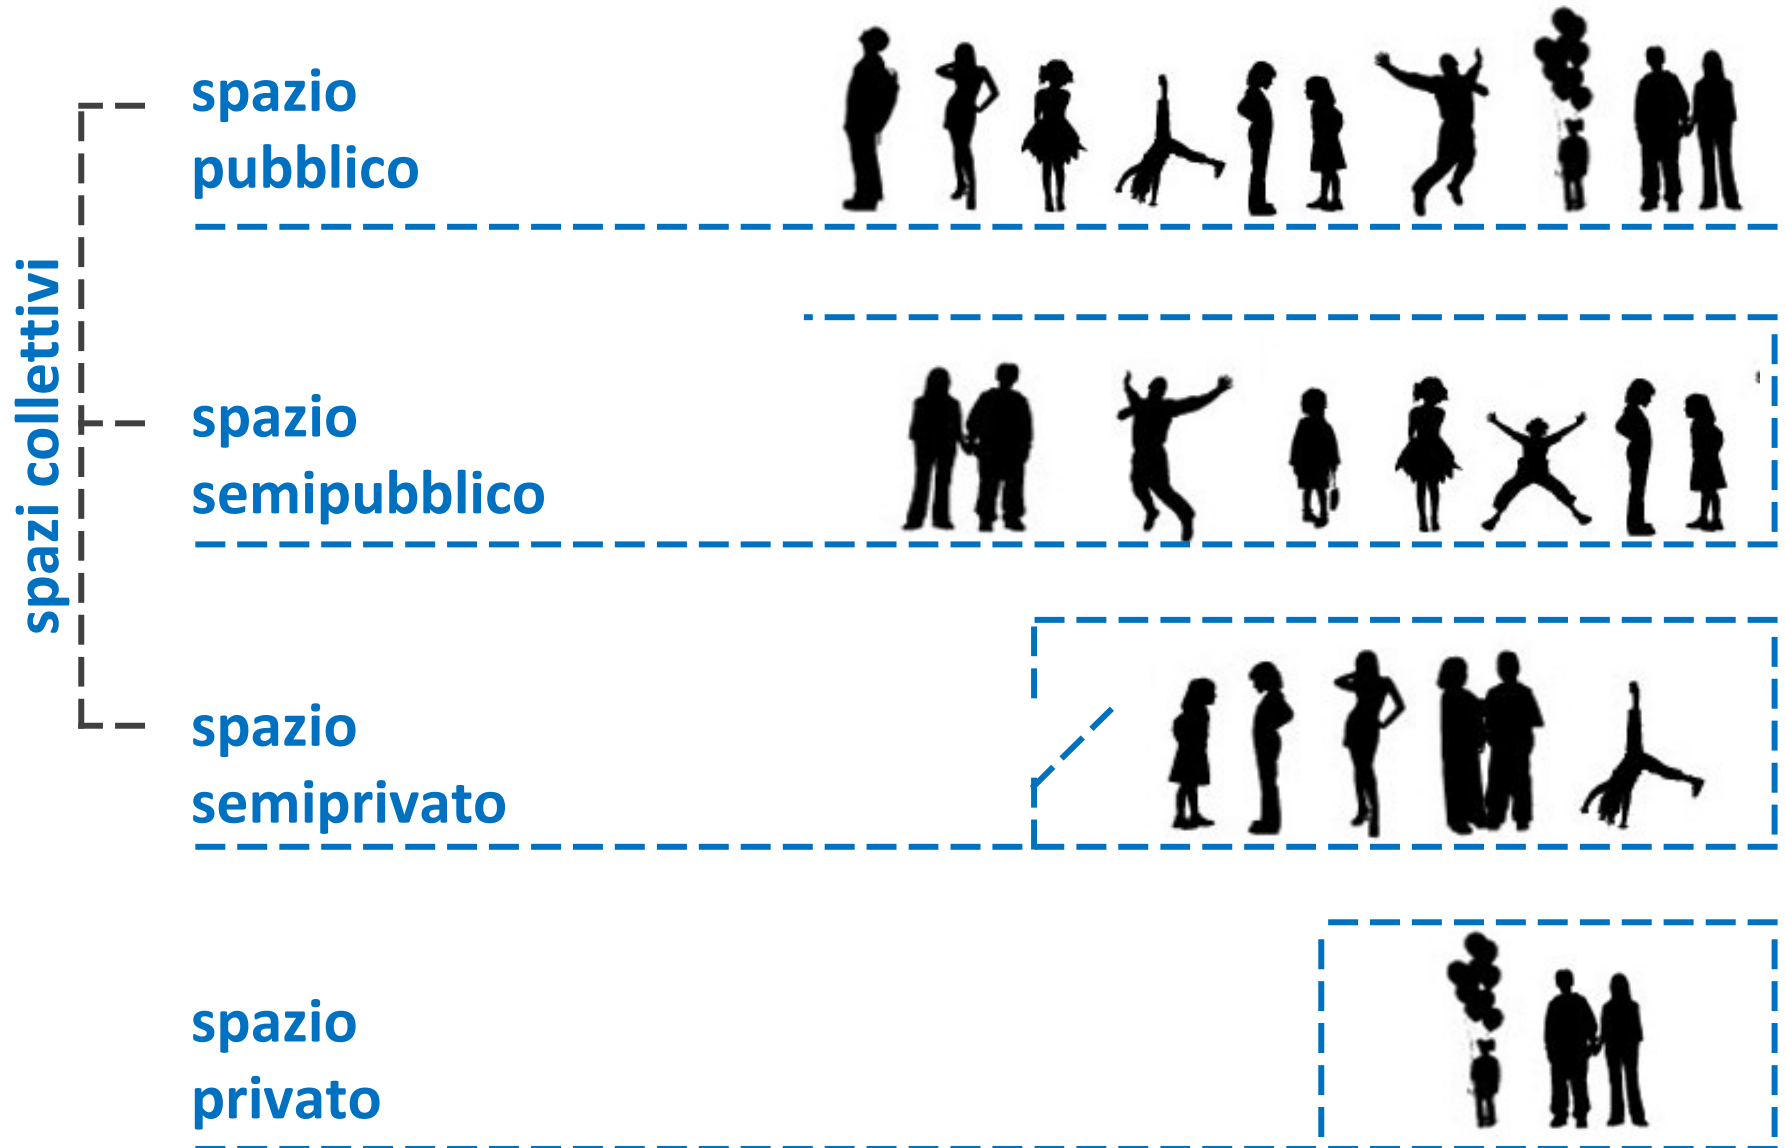 spazi collettivi
spazio
pubblico
spazio
semipubblico
spazio
semiprivato
spazio
privato